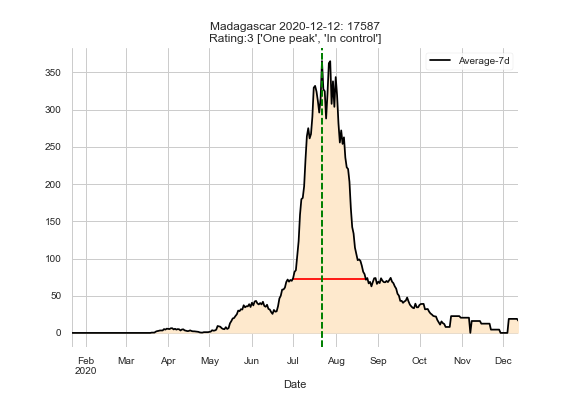 Madagascar 2020-12-12: 17587
Rating:3 ['One peak', 'In control']
Average-7d
350
300
250
200
150
100
50
0
Feb Mar Apr May Jun Jul Aug Sep Oct Nov Dec
2020
Date